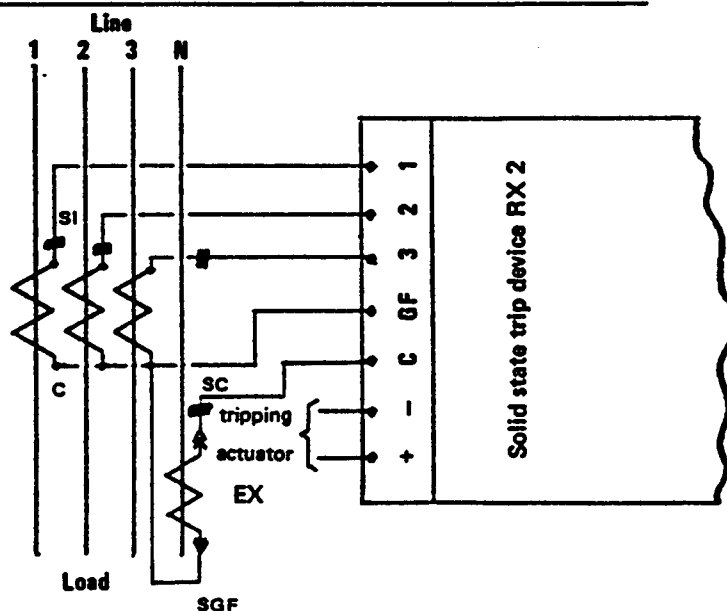 Line
1 2 3 N
SI
C
SC
tripping
actuator
EX
Load
SGF
1
2
3
GF
C
–
+
Solid state trip device RX 2